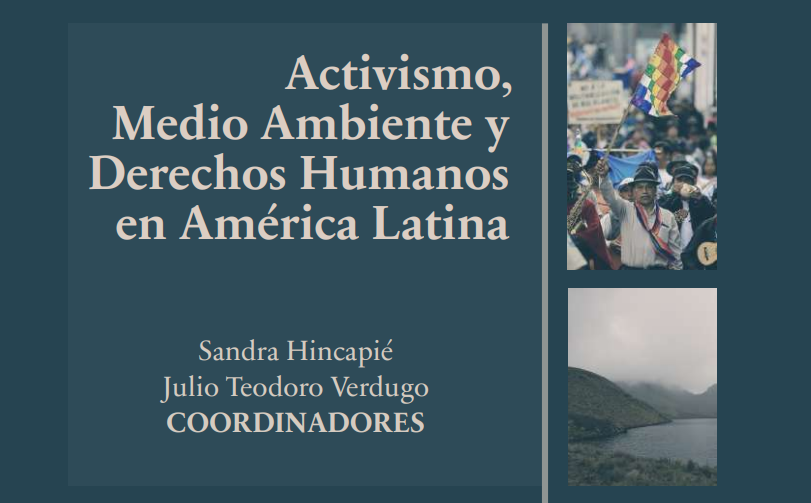 Activismo,
Medio Ambiente y
Derechos Humanos
en América Latina
Sandra Hincapié
Julio Teodoro Verdugo
COORDINADORES